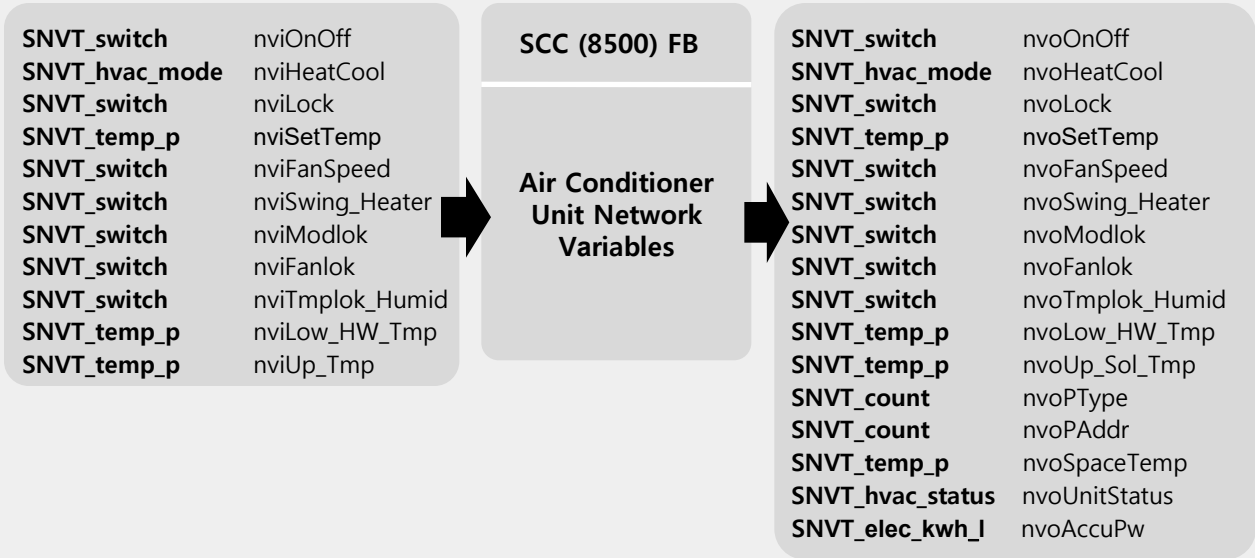 SNVT_switch nviOnOff
SNVT_hvac_mode nviHeatCool
SNVT_switch nviLock
SNVT_temp_p nviSetTemp
SNVT_switch nviFanSpeed
SNVT_switch nviSwing_Heater
SNVT_switch nviModlok
SNVT_switch nviFanlok
SNVT_switch nviTmplok_Humid
SNVT_temp_p nviLow_HW_Tmp
SNVT_temp_p nviUp_Tmp
SCC (8500) FB
Air Conditioner
Unit Network
Variables
SNVT_switch nvoOnOff
SNVT_hvac_mode nvoHeatCool
SNVT_switch nvoLock
SNVT_temp_p nvoSetTemp
SNVT_switch nvoFanSpeed
SNVT_switch nvoSwing_Heater
SNVT_switch nvoModlok
SNVT_switch nvoFanlok
SNVT_switch nvoTmplok_Humid
SNVT_temp_p nvoLow_HW_Tmp
SNVT_temp_p nvoUp_Sol_Tmp
SNVT_count nvoPType
SNVT_count nvoPAddr
SNVT_temp_p nvoSpaceTemp
SNVT_hvac_status nvoUnitStatus
SNVT_elec_kwh_l nvoAccuPw